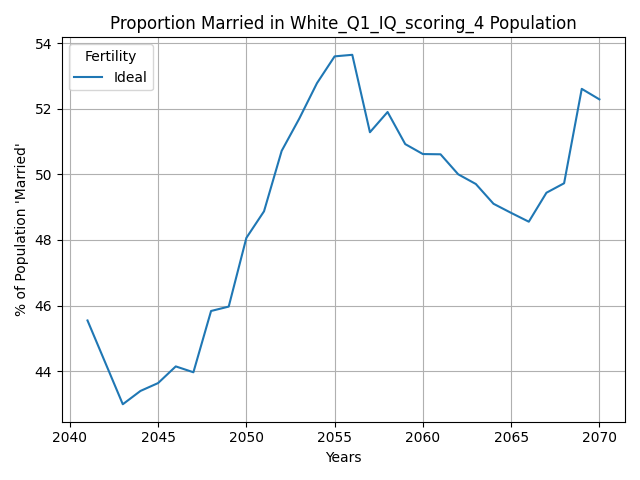 Proportion Married in White_Q1_IQ_scoring_4 Population
% of Population 'Married'
54
52
50
48
46
44
Fertility
Ideal
2040 2045 2050 2055 2060 2065 2070
Years